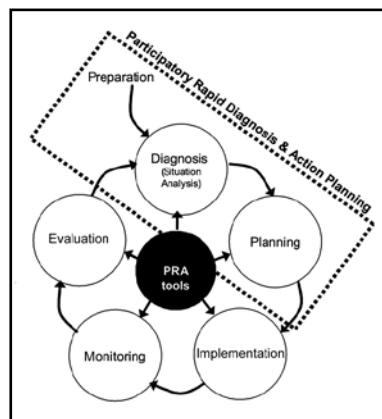 Participatory Rapid Diagnosis & Action Planning
Preparation
Diagnosis
(Situation
Analysis)
Evaluation
Planning
PRA
tools
Monitoring
Implementation